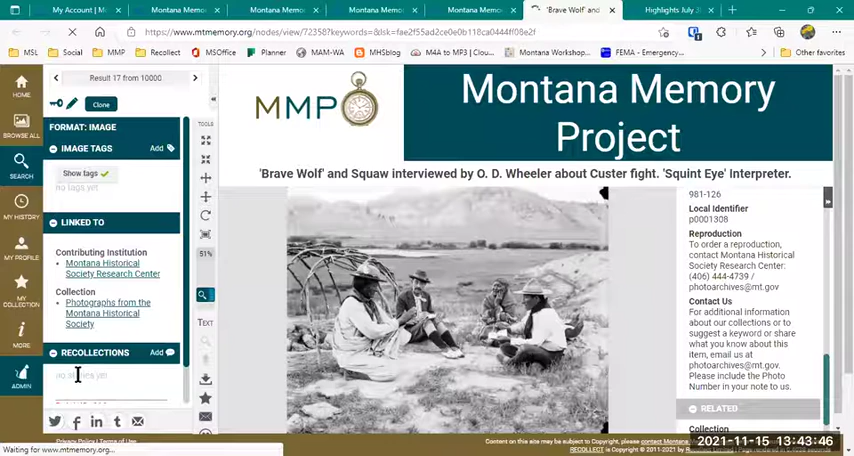 My Account | M
Montana Memo
Montana Memo
Montana Memo
Montana Memo
'Brave Wolf' and
Highlights July 3
https://www.mtmemory.org/nodes/view/72358?keywords=&lsk=fae2f55ad2ce0e0b118ca0444ff08e2f
MSL
Social
MMP
Recollect
MSOS
Planner
MAM-WA
MHSblog
M4A to MP3 | Clou...
Montana Workshop...
FEMA - Emergency...
Other favorites
HOME
BROWSE ALL
SEARCH
MY HISTORY
MY PROFILE
MY COLLECTION
MORE
ADMIN
Result 17 from 10000
Clone
FORMAT: IMAGE
IMAGE TAGS
Add
Show tags
no tags yet
LINKED TO
Contributing Institution
Montana Historical
Society Research Center
Collection
Photographs from the
Montana Historical
Society
RECOLLECTIONS
Add
TOOLS
51%
TEXT
MMP
Montana Memory
Project
'Brave Wolf' and Squaw interviewed by O. D. Wheeler about Custer fight. 'Squint Eye' Interpreter.
981-126
Local Identifier
p0001308
Reproduction
To order a reproduction,
contact Montana Historical
Society Research Center:
(406) 444-4739 /
photoarchives@mt.gov
Contact Us
For additional information
about our collections or to
suggest a keyword or share
what you know about this
item, email us at
photoarchives@mt.gov.
Please include the Photo
Number in your note to us.
RELATED
Collection
Waiting for www.mtmemory.org...
Privacy Policy | Terms of Use
Content on this site may be subject to Copyright, please contact Montana
RECOLLECT is © 2011-2021 by
2021-11-15 13:43:46